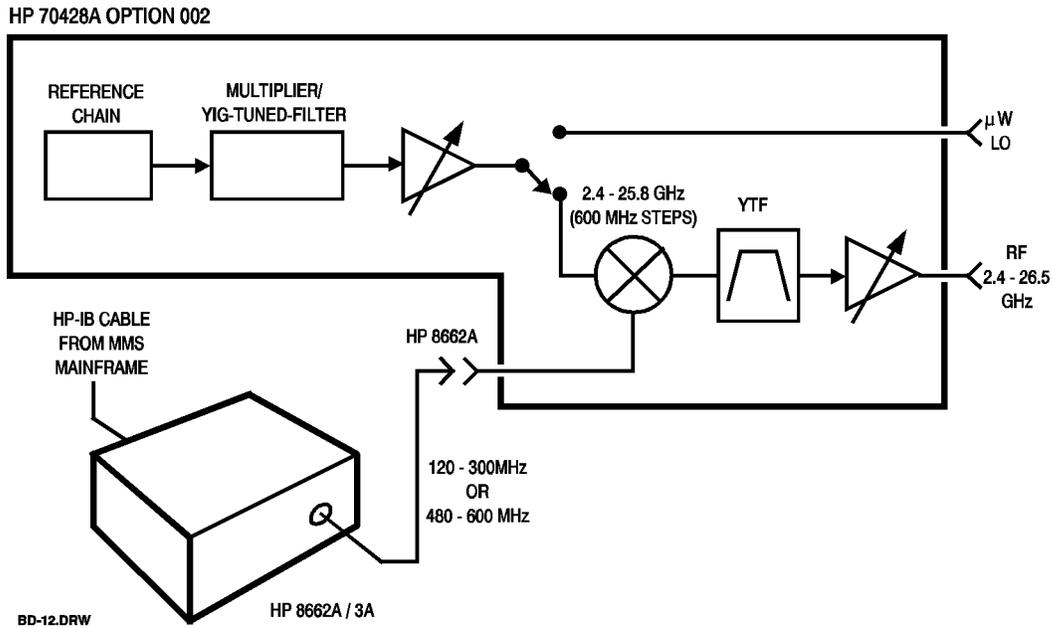 HP 70428A OPTION 002
REFERENCE
CHAIN
MULTIPLIER/
YIG-TUNED-FILTER
μ W
LO
2.4 - 25.8 GHz
(600 MHz STEPS)
YTF
RF
2.4 - 26.5
GHz
HP-IB CABLE
FROM MMS
MAINFRAME
HP 8662A
120 - 300MHz
OR
480 - 600 MHz
HP 8662A / 3A
BD-12.DRW